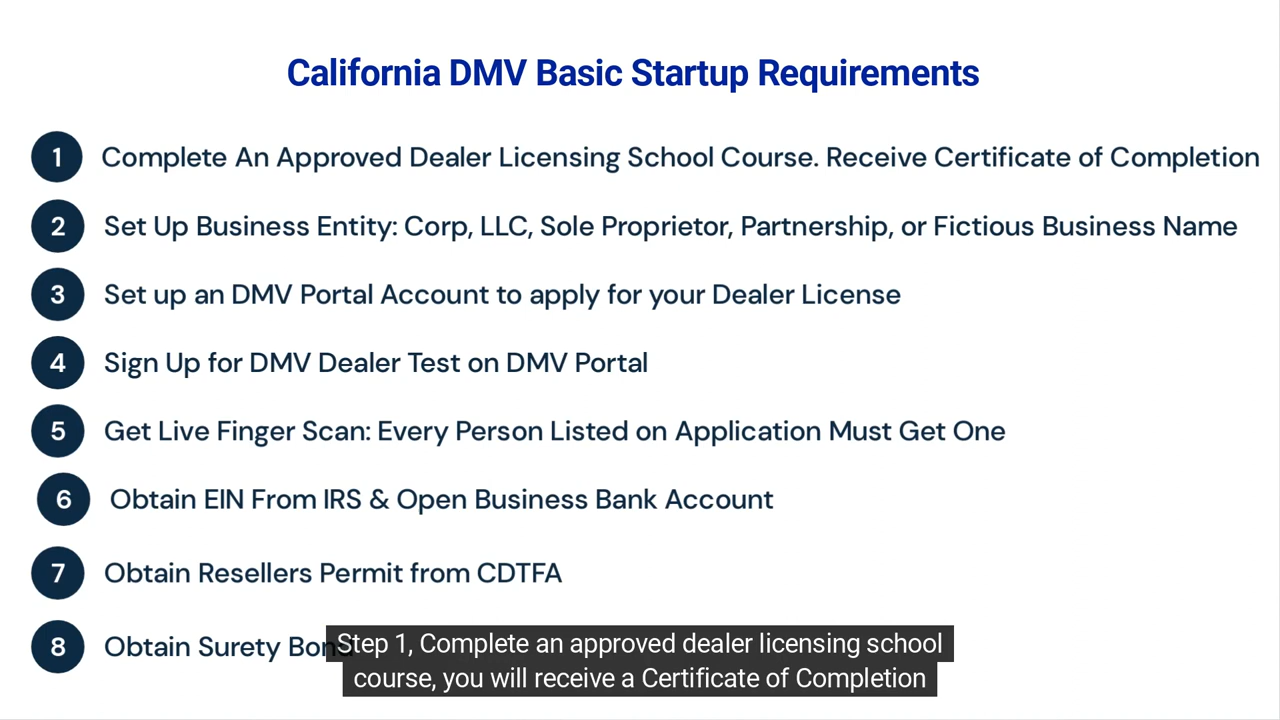 California DMV Basic Startup Requirements
1 Complete An Approved Dealer Licensing School Course. Receive Certificate of Completion
2 Set Up Business Entity: Corp, LLC, Sole Proprietor, Partnership, or Fictious Business Name
3 Set up an DMV Portal Account to apply for your Dealer License
4 Sign Up for DMV Dealer Test on DMV Portal
5 Get Live Finger Scan: Every Person Listed on Application Must Get One
6 Obtain EIN From IRS & Open Business Bank Account
7 Obtain Resellers Permit from CDTFA
8 Obtain Surety Bond
Step 1, Complete an approved dealer licensing school
course, you will receive a Certificate of Completion